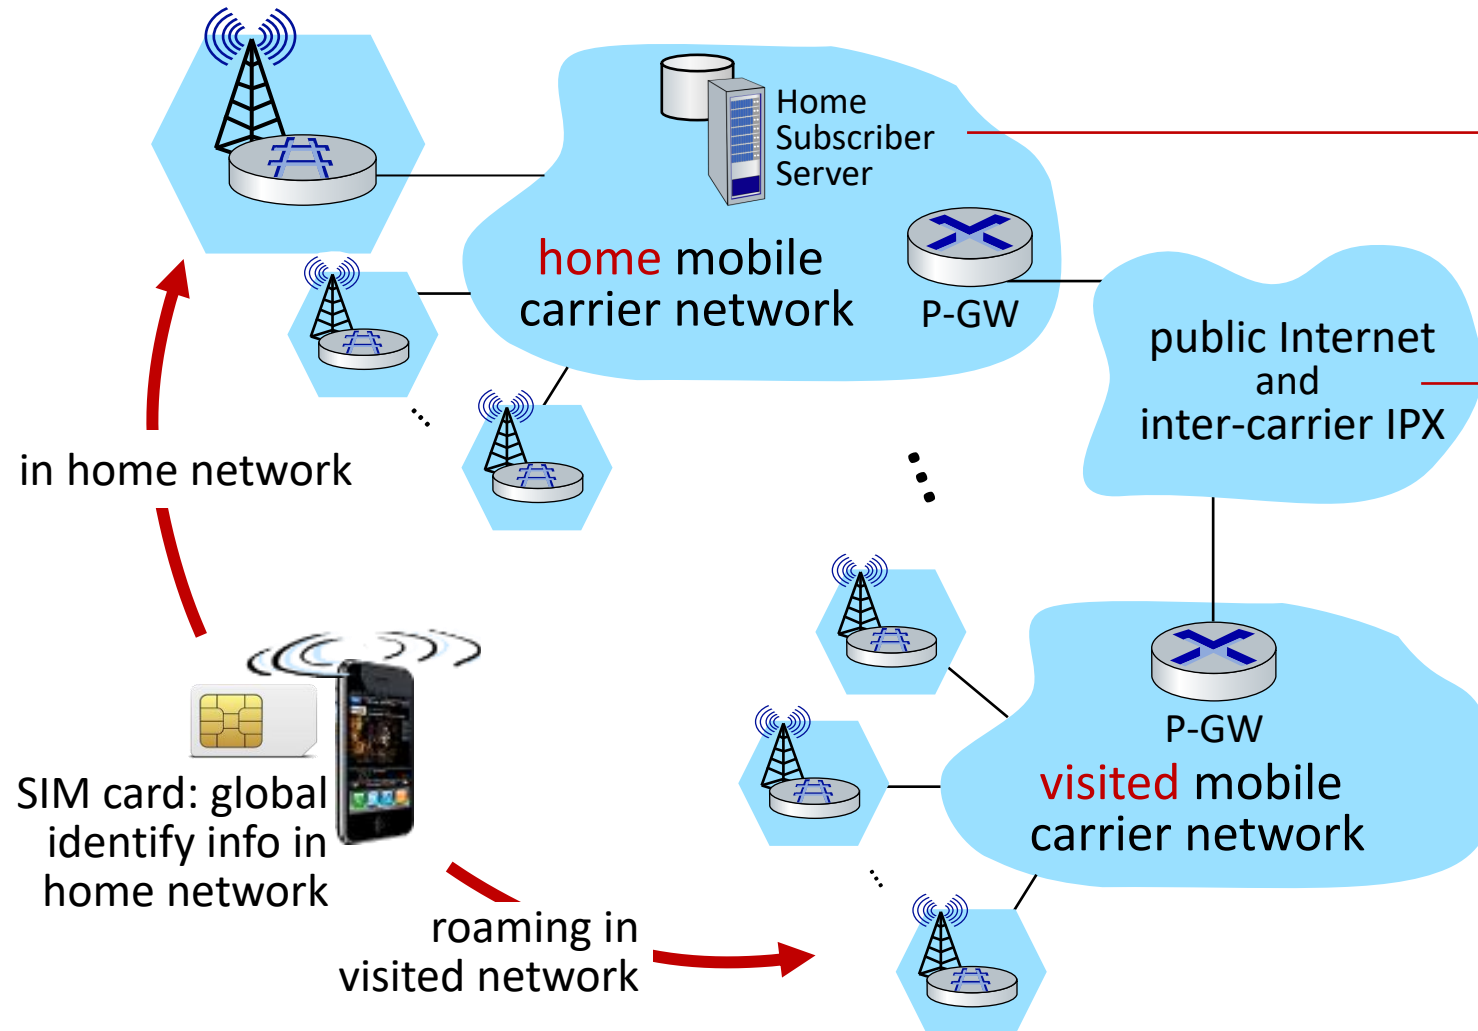 Home
Subscriber
Server
home mobile
carrier network
P-GW
public Internet
and
inter-carrier IPX
in home network
P-GW
visited mobile
carrier network
SIM card: global
identify info in
home network
roaming in
visited network